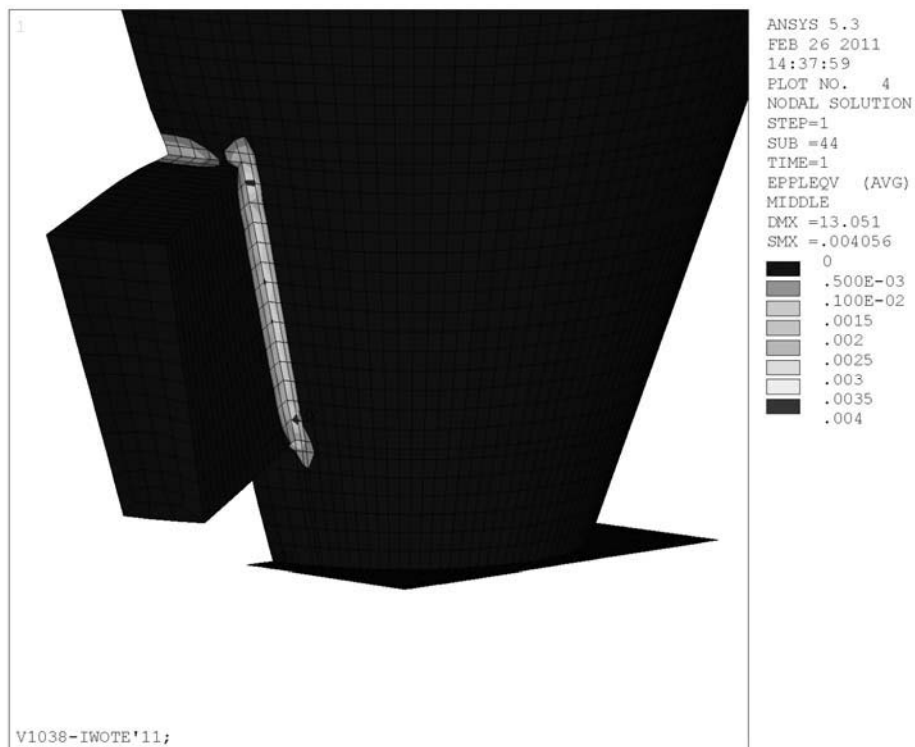 1
ANSYS 5.3
FEB 26 2011
14:37:59
PLOT NO. 4
NODAL SOLUTION
STEP=1
SUB =44
TIME=1
EPPLEQV (AVG)
MIDDLE
DMX =13.051
SMX =.004056
0
.500E-03
.100E-02
.0015
.002
.0025
.003
.0035
.004
V1038-IWOTE'11;